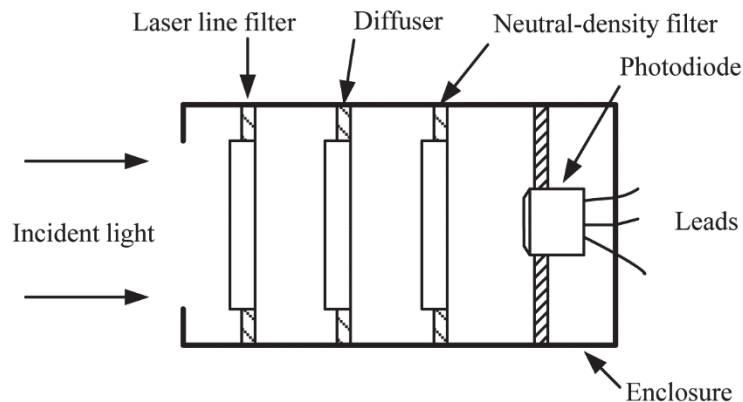 Laser line filter
Diffuser
Neutral-density filter
Photodiode
Incident light
Leads
Enclosure